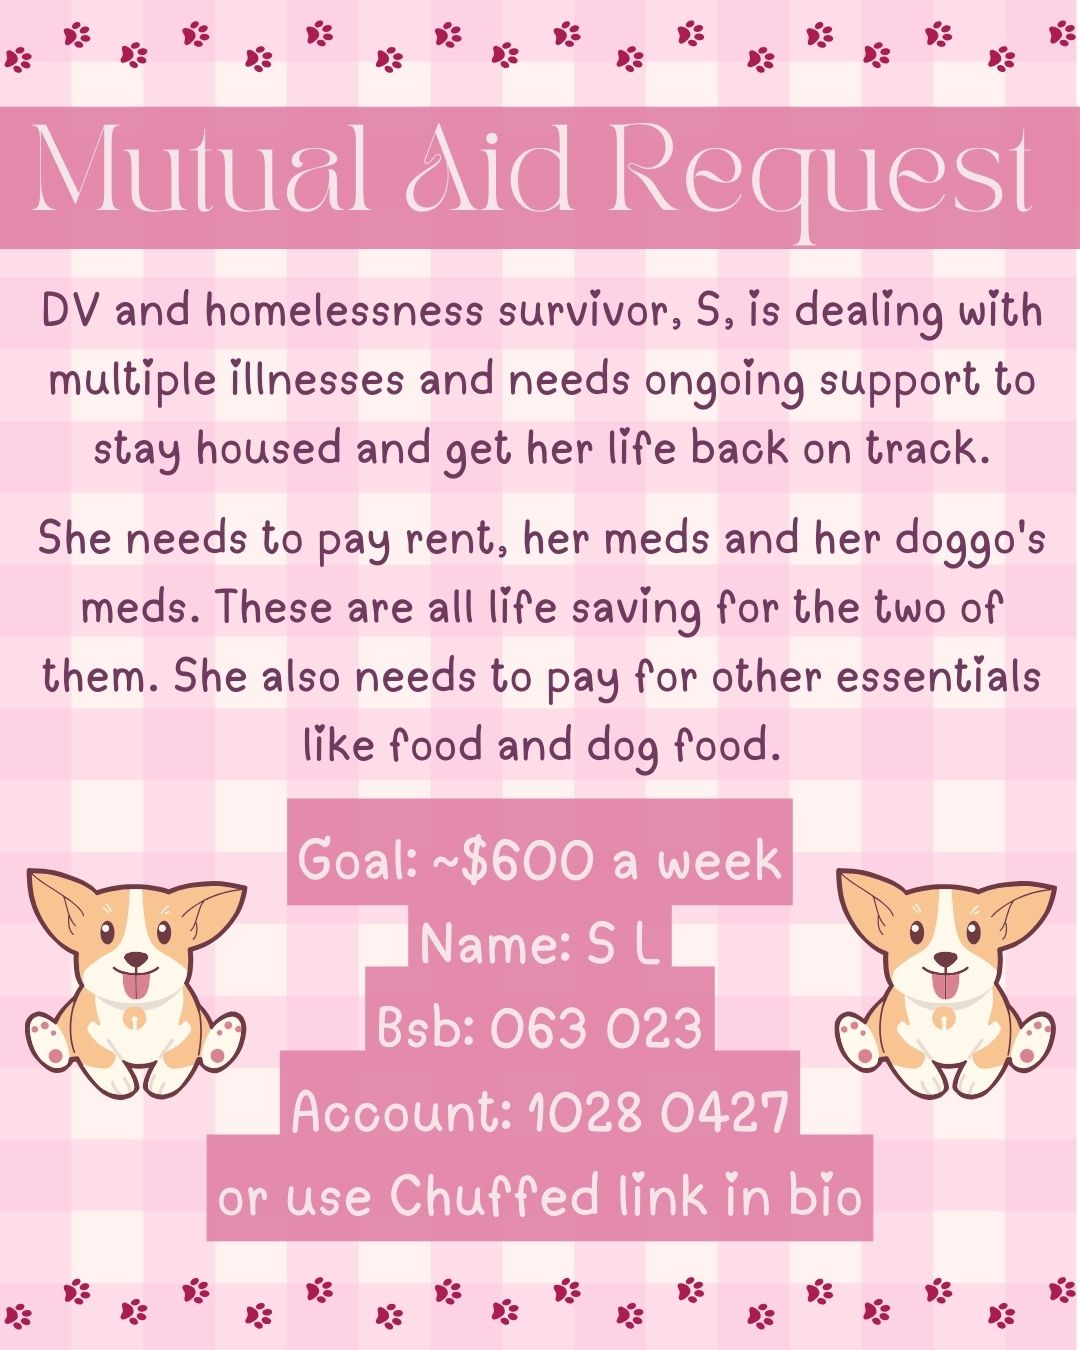 Mutual Aid Request
DV and homelessness survivor, S, is dealing with
multiple illnesses and needs ongoing support to
stay housed and get her life back on track.
She needs to pay rent, her meds and her doggo's
meds. These are all life saving for the two of
them. She also needs to pay for other essentials
like food and dog food.
Goal: ~$600 a week
Name: S L
Bsb: 063 023
Account: 1028 0427
or use Chuffed link in bio